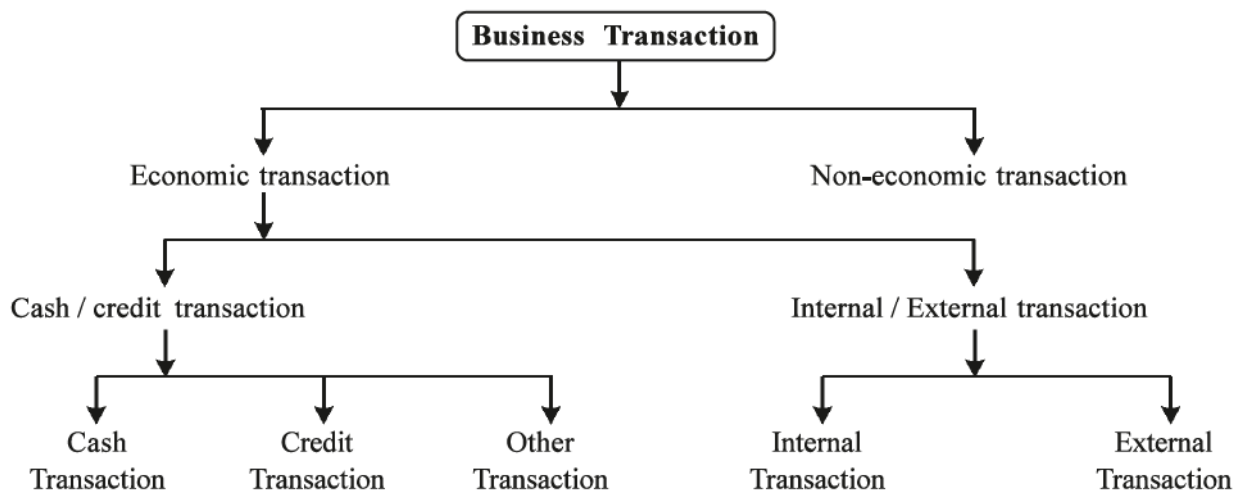 Business Transaction
Economic transaction
Non-economic transaction
Cash / credit transaction
Internal / External transaction
Cash
Transaction
Credit
Transaction
Other
Transaction
Internal
Transaction
External
Transaction